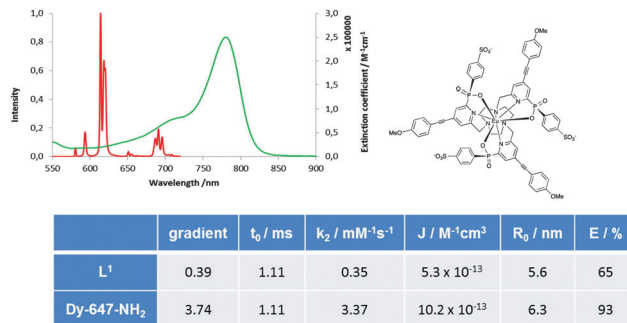 1,0
0,8
0,6
0,4
0,2
0,0
Intensity
550 600 650 700 750 800 850 900
Wavelength /nm
3,0
2,5
2,0
1,5
1,0
0,5
0,0
x 100000
Extinction coefficient / M⁻¹cm⁻¹
OMe
SO₃⁻
O
P
O
N
N
N
N
Eu
N
N
N
O
O
P
O
SO₃⁻
MeO
⁻O₃S
P
O
OMe
gradient t₀ / ms k₂ / mM⁻¹s⁻¹ J / M⁻¹cm³ R₀ / nm E / %
L¹ 0.39 1.11 0.35 5.3 x 10⁻¹³ 5.6 65
Dy-647-NH₂ 3.74 1.11 3.37 10.2 x 10⁻¹³ 6.3 93